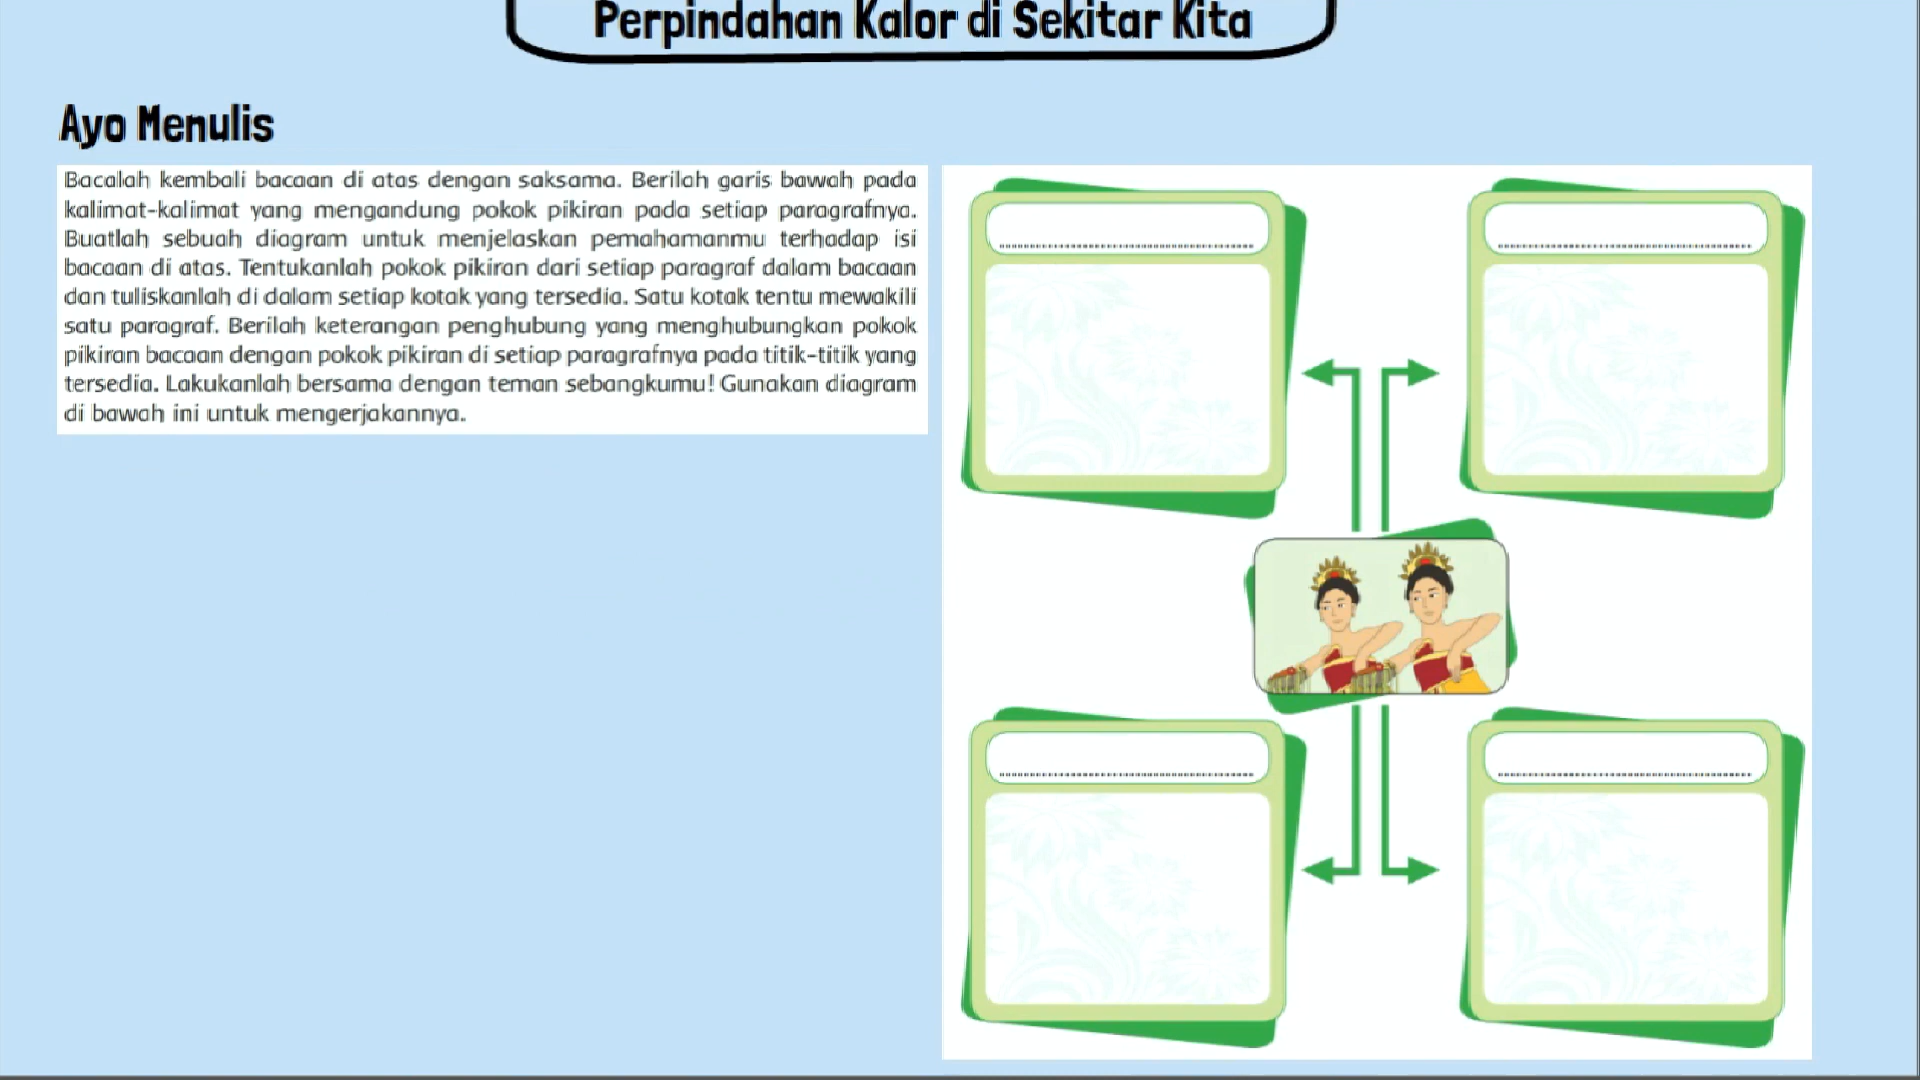 Perpindahan Kalor di Sekitar Kita
Ayo Menulis
Bacalah kembali bacaan di atas dengan saksama. Berilah garis bawah pada
kalimat-kalimat yang mengandung pokok pikiran pada setiap paragrafnya.
Buatlah sebuah diagram untuk menjelaskan pemahamanmu terhadap isi
bacaan di atas. Tentukanlah pokok pikiran dari setiap paragraf dalam bacaan
dan tuliskanlah di dalam setiap kotak yang tersedia. Satu kotak tentu mewakili
satu paragraf. Berilah keterangan penghubung yang menghubungkan pokok
pikiran bacaan dengan pokok pikiran di setiap paragrafnya pada titik-titik yang
tersedia. Lakukanlah bersama dengan teman sebangkumu! Gunakan diagram
di bawah ini untuk mengerjakannya.